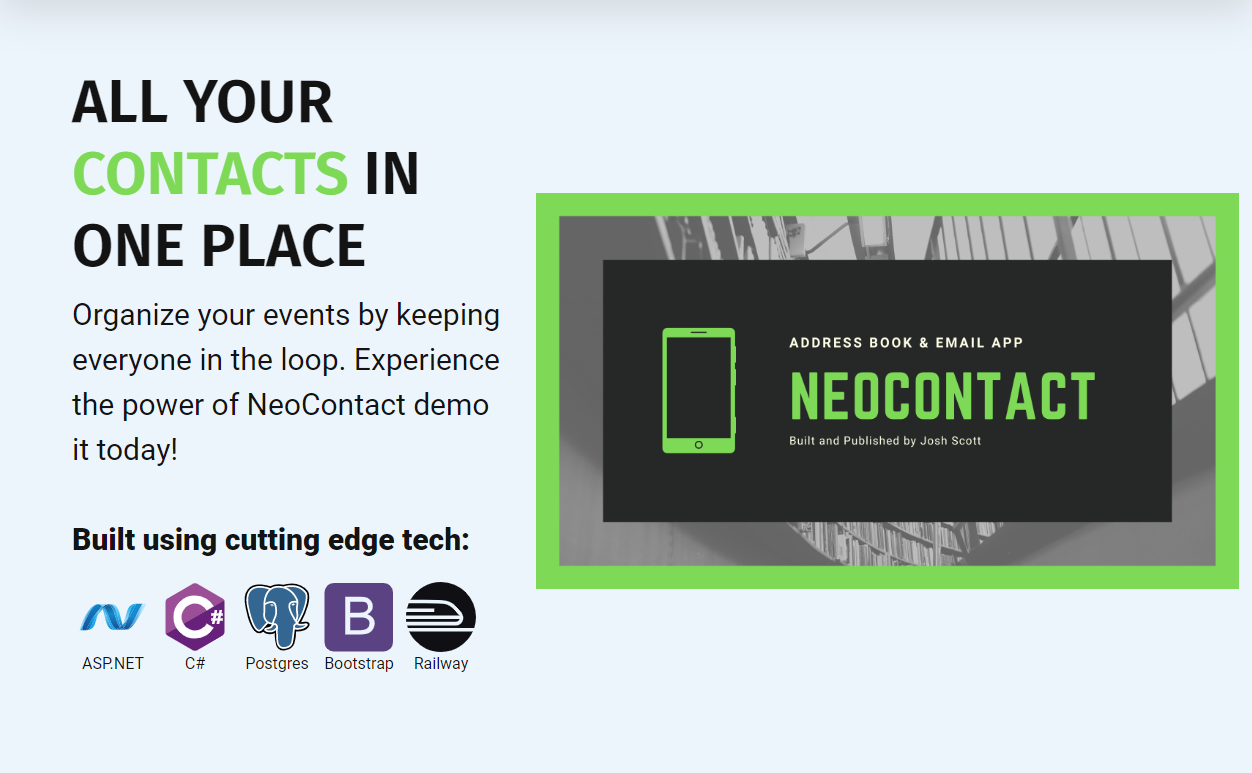 ALL YOUR
CONTACTS IN
ONE PLACE
Organize your events by keeping
everyone in the loop. Experience
the power of NeoContact demo
it today!
Built using cutting edge tech:
C#
B
ASP.NET
C#
Postgres
Bootstrap
Railway
ADDRESS BOOK & EMAIL APP
NEOCONTACT
Built and Published by Josh Scott